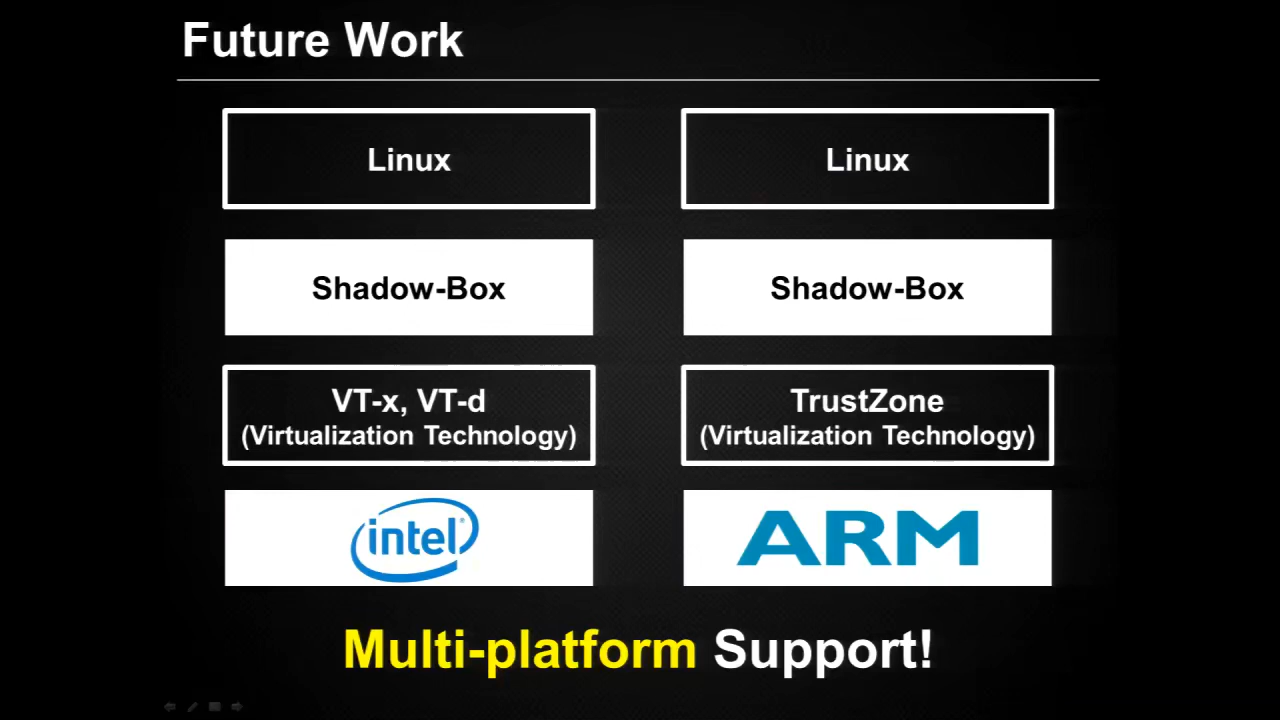 Future Work
Linux
Linux
Shadow-Box
Shadow-Box
VT-x, VT-d
(Virtualization Technology)
TrustZone
(Virtualization Technology)
intel
ARM
Multi-platform Support!